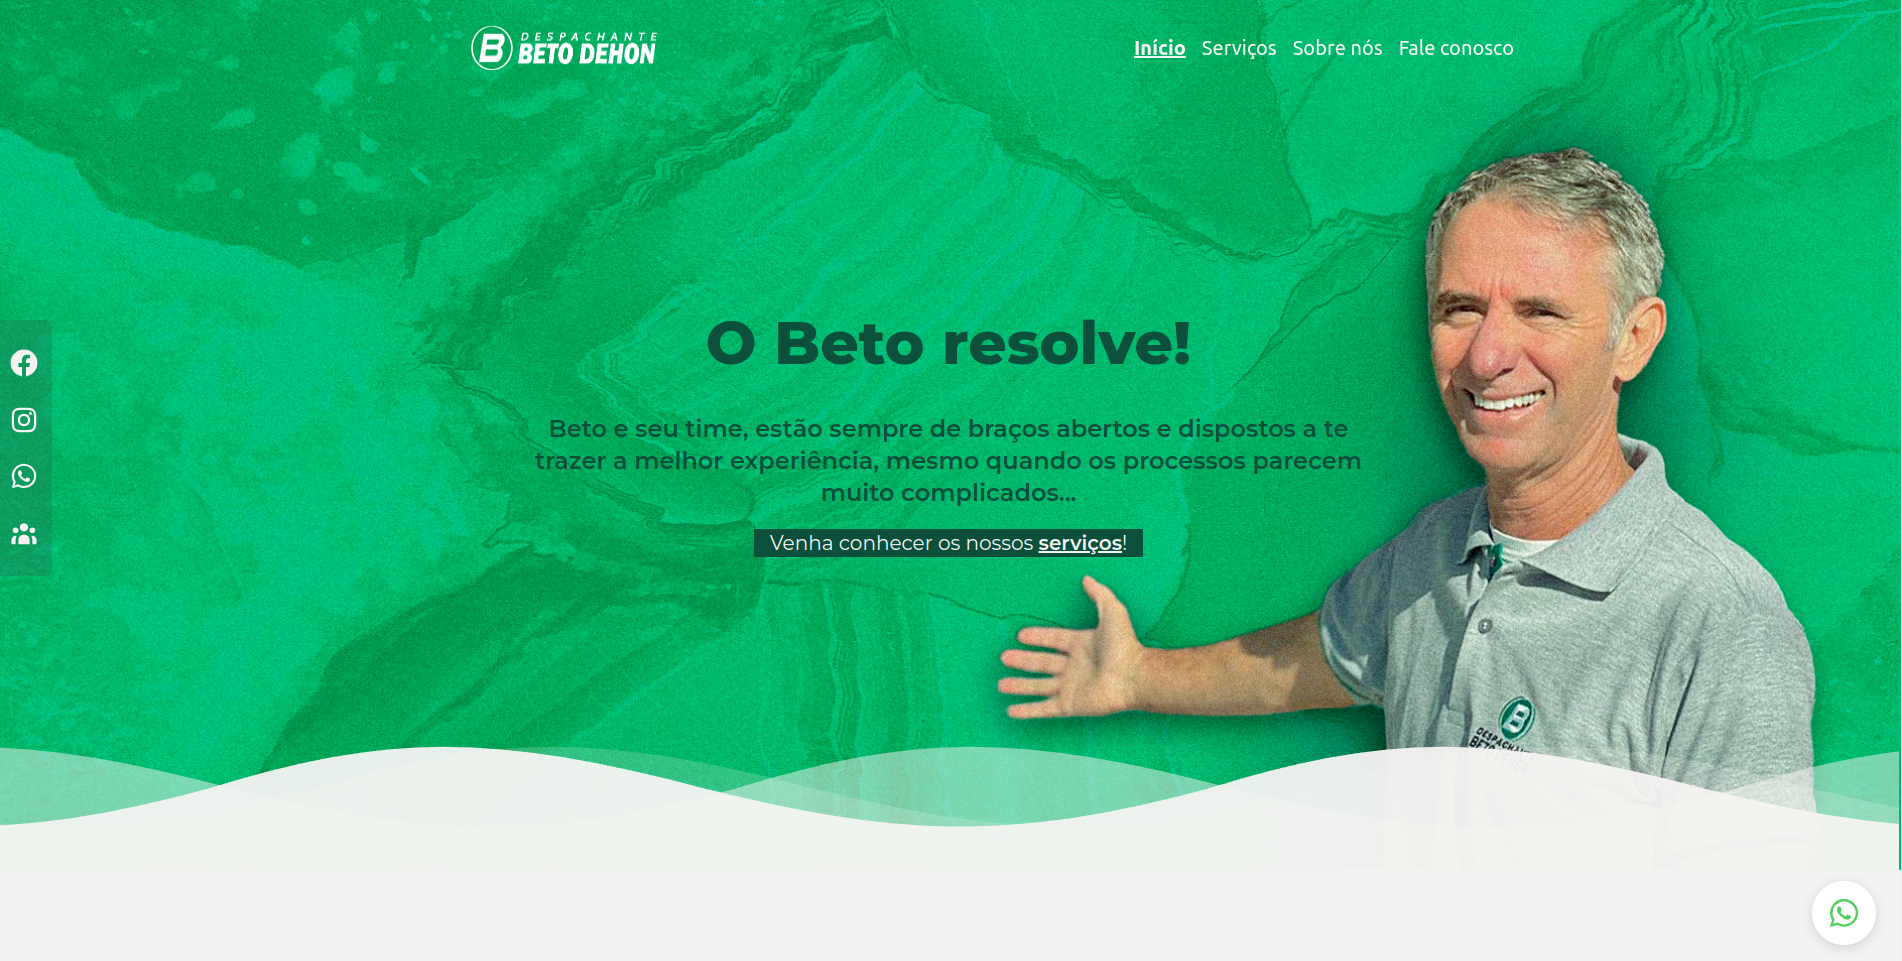 DESPACHANTE
BETO DEHON
Início Serviços Sobre nós Fale conosco
O Beto resolve!
Beto e seu time, estão sempre de braços abertos e dispostos a te
trazer a melhor experiência, mesmo quando os processos parecem
muito complicados...
Venha conhecer os nossos serviços!
B